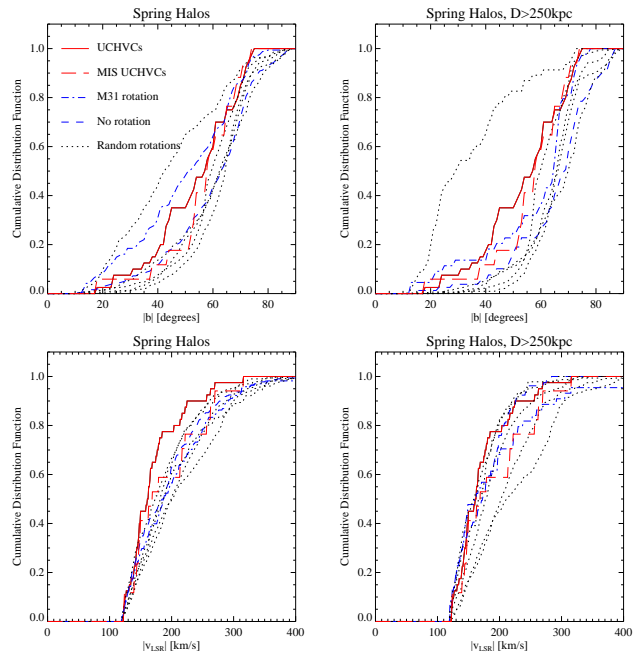 Spring Halos
Spring Halos, D>250kpc
UCHVCs
MIS UCHVCs
M31 rotation
No rotation
Random rotations
Cumulative Distribution Function
1.0
0.8
0.6
0.4
0.2
0.0
0 20 40 60 80
|b| [degrees]
Cumulative Distribution Function
1.0
0.8
0.6
0.4
0.2
0.0
0 20 40 60 80
|b| [degrees]
Spring Halos
Spring Halos, D>250kpc
Cumulative Distribution Function
1.0
0.8
0.6
0.4
0.2
0.0
0 100 200 300 400
|vLSR| [km/s]
Cumulative Distribution Function
1.0
0.8
0.6
0.4
0.2
0.0
0 100 200 300 400
|vLSR| [km/s]